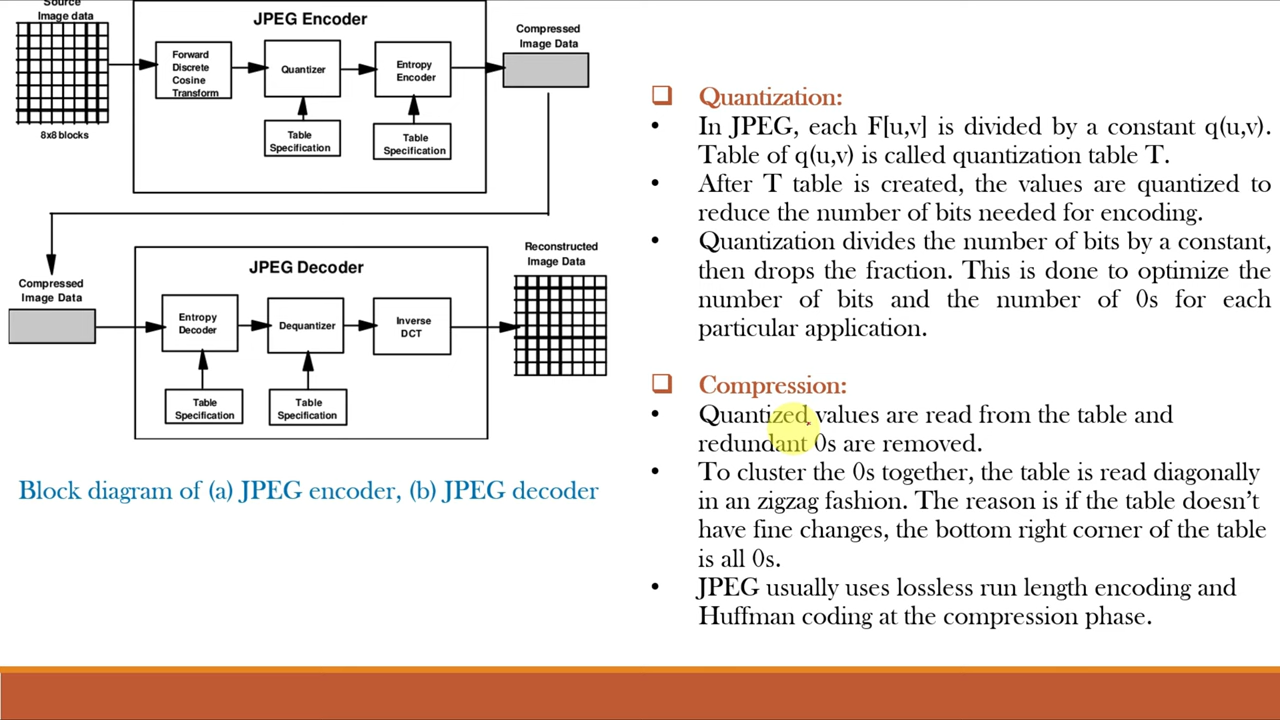 Source
Image data
8x8 blocks
JPEG Encoder
Forward
Discrete
Cosine
Transform
Quantizer
Entropy
Encoder
Table
Specification
Table
Specification
Compressed
Image Data
Compressed
Image Data
JPEG Decoder
Entropy
Decoder
Dequantizer
Inverse
DCT
Table
Specification
Table
Specification
Reconstructed
Image Data
Block diagram of (a) JPEG encoder, (b) JPEG decoder
Quantization:
• In JPEG, each F[u,v] is divided by a constant q(u,v).
Table of q(u,v) is called quantization table T.
• After T table is created, the values are quantized to
reduce the number of bits needed for encoding.
• Quantization divides the number of bits by a constant,
then drops the fraction. This is done to optimize the
number of bits and the number of 0s for each
particular application.
Compression:
• Quantized values are read from the table and
redundant 0s are removed.
• To cluster the 0s together, the table is read diagonally
in an zigzag fashion. The reason is if the table doesn't
have fine changes, the bottom right corner of the table
is all 0s.
• JPEG usually uses lossless run length encoding and
Huffman coding at the compression phase.